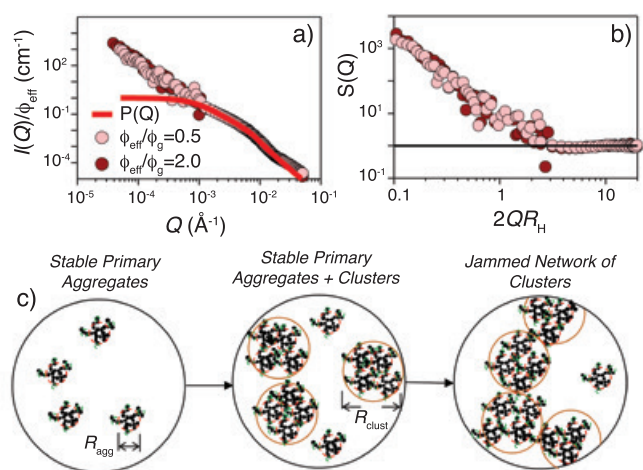 a)
I(Q)/ϕeff (cm⁻¹)
10²
10⁻¹
10⁻⁴
P(Q)
ϕeff/ϕg=0.5
ϕeff/ϕg=2.0
10⁻⁵ 10⁻⁴ 10⁻³ 10⁻² 10⁻¹
Q (Å⁻¹)
b)
S(Q)
10³
10¹
10⁻¹
0.1 1 10
2QRH
c)
Stable Primary
Aggregates
Stable Primary
Aggregates + Clusters
Jammed Network of
Clusters
Ragg
Rclust